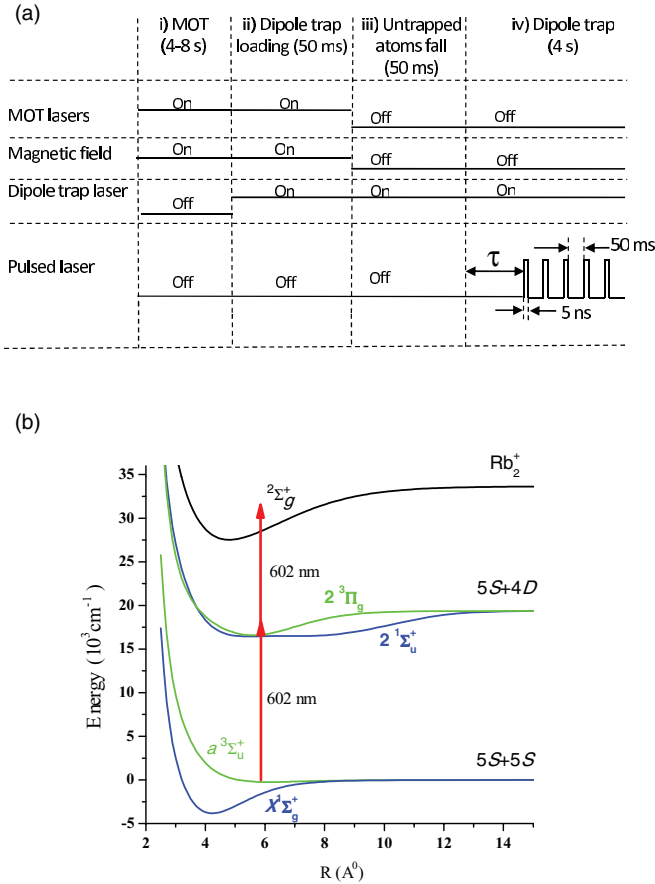 (a)
i) MOT
(4-8 s)
ii) Dipole trap
loading (50 ms)
iii) Untrapped
atoms fall
(50 ms)
iv) Dipole trap
(4 s)
MOT lasers
On
On
Off
Off
Magnetic field
On
On
Off
Off
Dipole trap laser
Off
On
On
On
Pulsed laser
Off
Off
Off
τ
50 ms
5 ns
(b)
Energy (10³cm⁻¹)
35
30
25
20
15
10
5
0
-5
Rb₂⁺
²Σg⁺
602 nm
5S+4D
2 ³Πg
2 ¹Σu⁺
602 nm
a ³Σu⁺
5S+5S
X¹Σg⁺
2
4
6
8
10
12
14
R (A⁰)